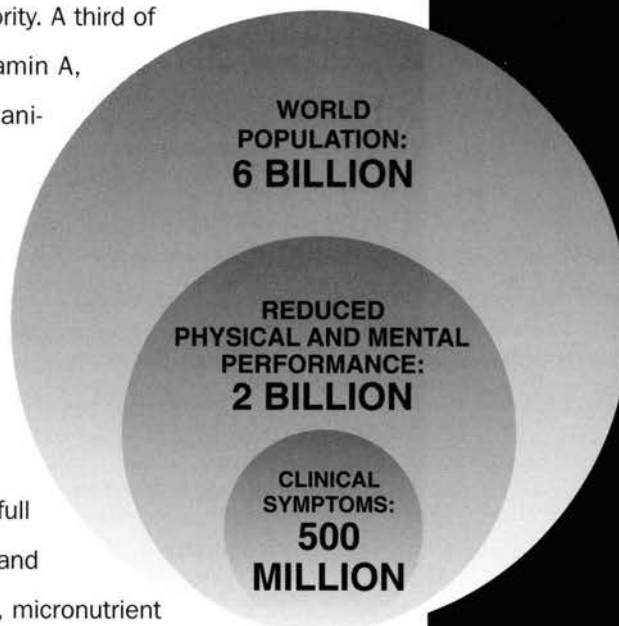 ority. A third of
amin A,
ani-
WORLD
POPULATION:
6 BILLION
REDUCED
PHYSICAL AND MENTAL
PERFORMANCE:
2 BILLION
CLINICAL
SYMPTOMS:
500
MILLION
full
and
, micronutrient